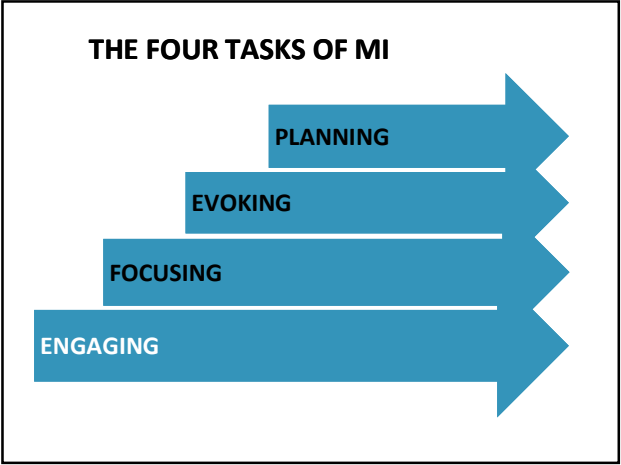 THE FOUR TASKS OF MI
PLANNING
EVOKING
FOCUSING
ENGAGING